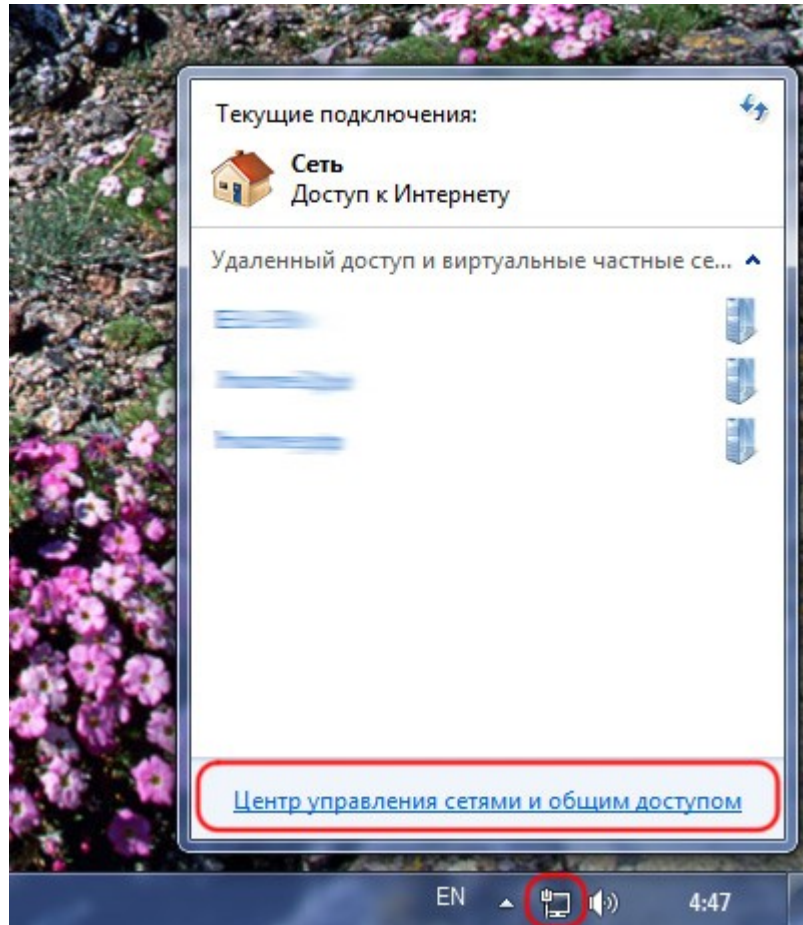 Текущие подключения:
Сеть
Доступ к Интернету
Удаленный доступ и виртуальные частные се...
Центр управления сетями и общим доступом
EN
4:47